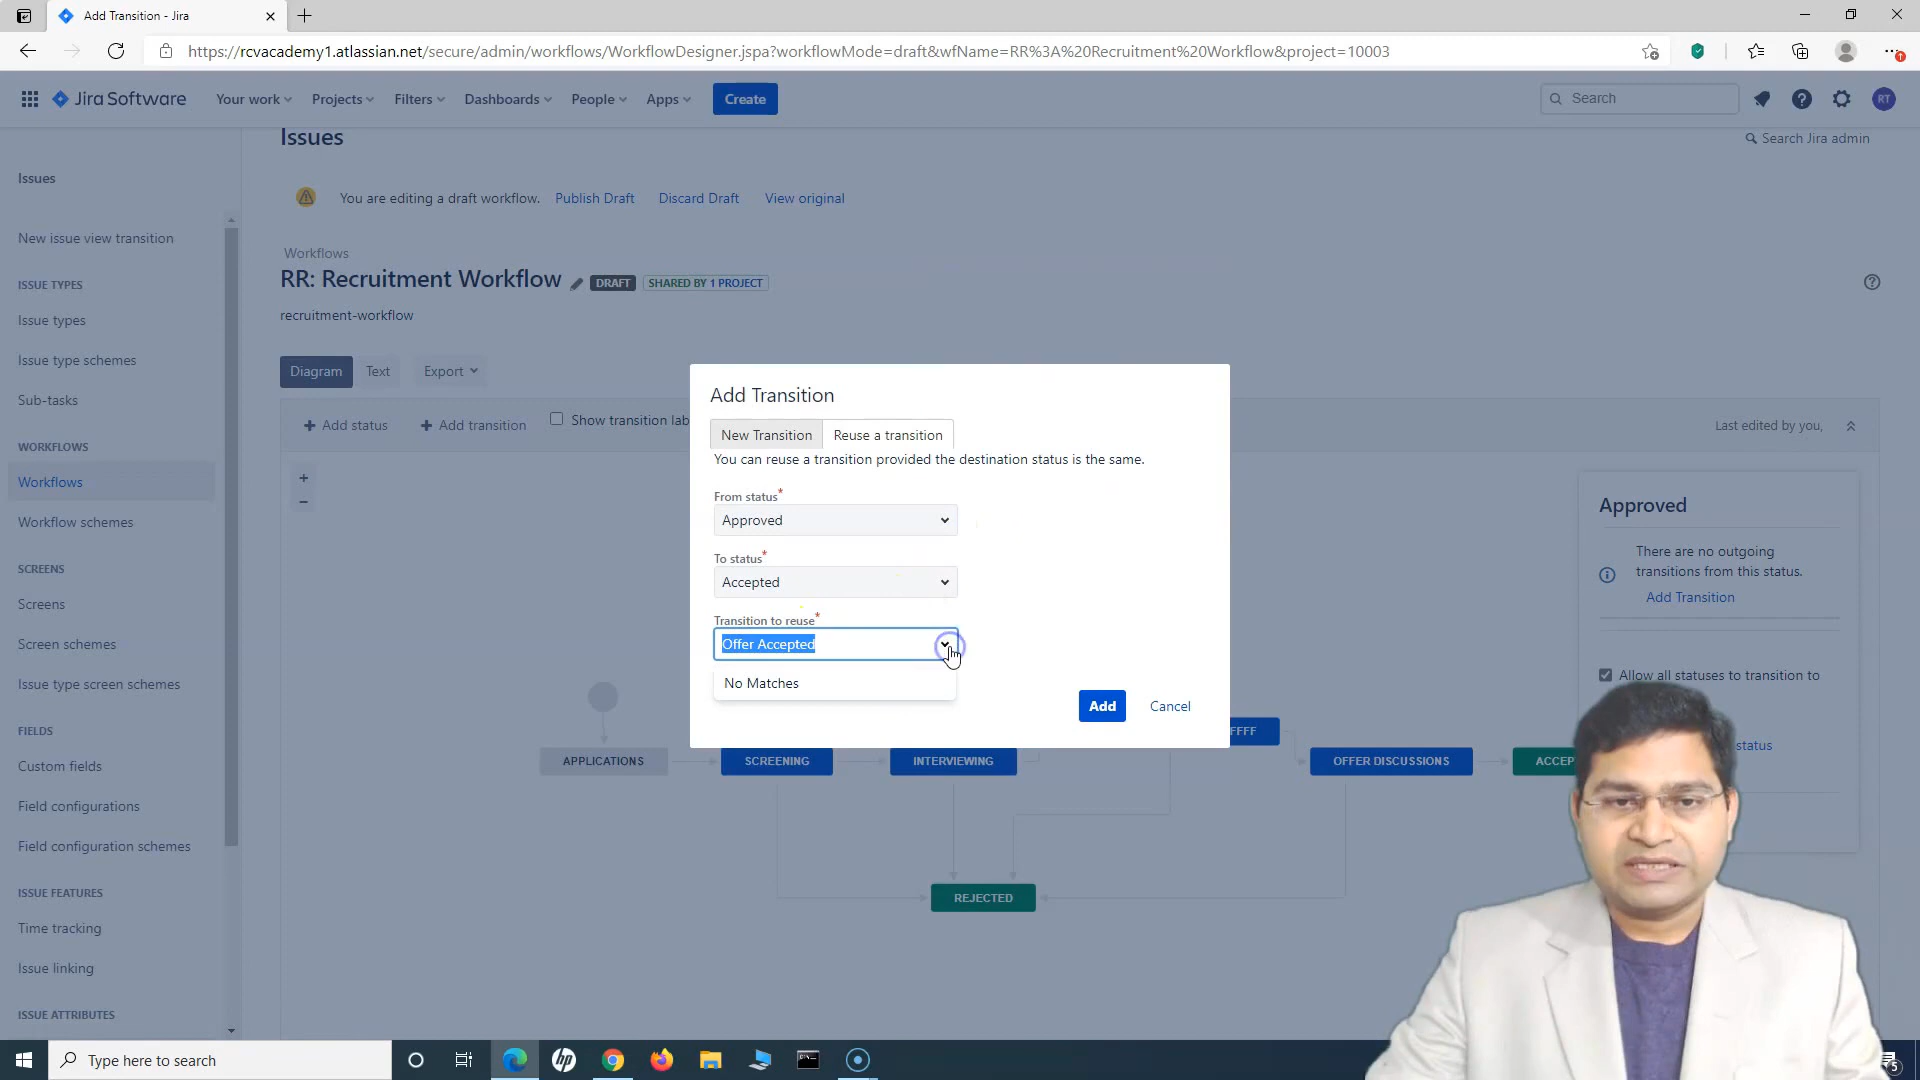 Add Transition - Jira
https://rcvacademy1.atlassian.net/secure/admin/workflows/WorkflowDesigner.jspa?workflowMode=draft&wfName=RR%3A%20Recruitment%20Workflow&project=10003
Jira Software
Your work
Projects
Filters
Dashboards
People
Apps
Create
Search
RT
Issues
Search Jira admin
Issues
You are editing a draft workflow.
Publish Draft
Discard Draft
View original
New issue view transition
Workflows
RR: Recruitment Workflow
DRAFT
SHARED BY 1 PROJECT
ISSUE TYPES
recruitment-workflow
Issue types
Issue type schemes
Sub-tasks
Diagram
Text
Export
Add status
Add transition
Show transition lab
Last edited by you,
WORKFLOWS
Workflows
Workflow schemes
SCREENS
Screens
Screen schemes
Issue type screen schemes
FIELDS
Custom fields
Field configurations
Field configuration schemes
ISSUE FEATURES
Time tracking
Issue linking
ISSUE ATTRIBUTES
Add Transition
New Transition
Reuse a transition
You can reuse a transition provided the destination status is the same.
From status*
Approved
To status*
Accepted
Transition to reuse*
Offer Accepted
No Matches
Add
Cancel
Approved
There are no outgoing
transitions from this status.
Add Transition
Allow all statuses to transition to
status
APPLICATIONS
SCREENING
INTERVIEWING
FFFF
OFFER DISCUSSIONS
ACCEP
REJECTED
Type here to search
5